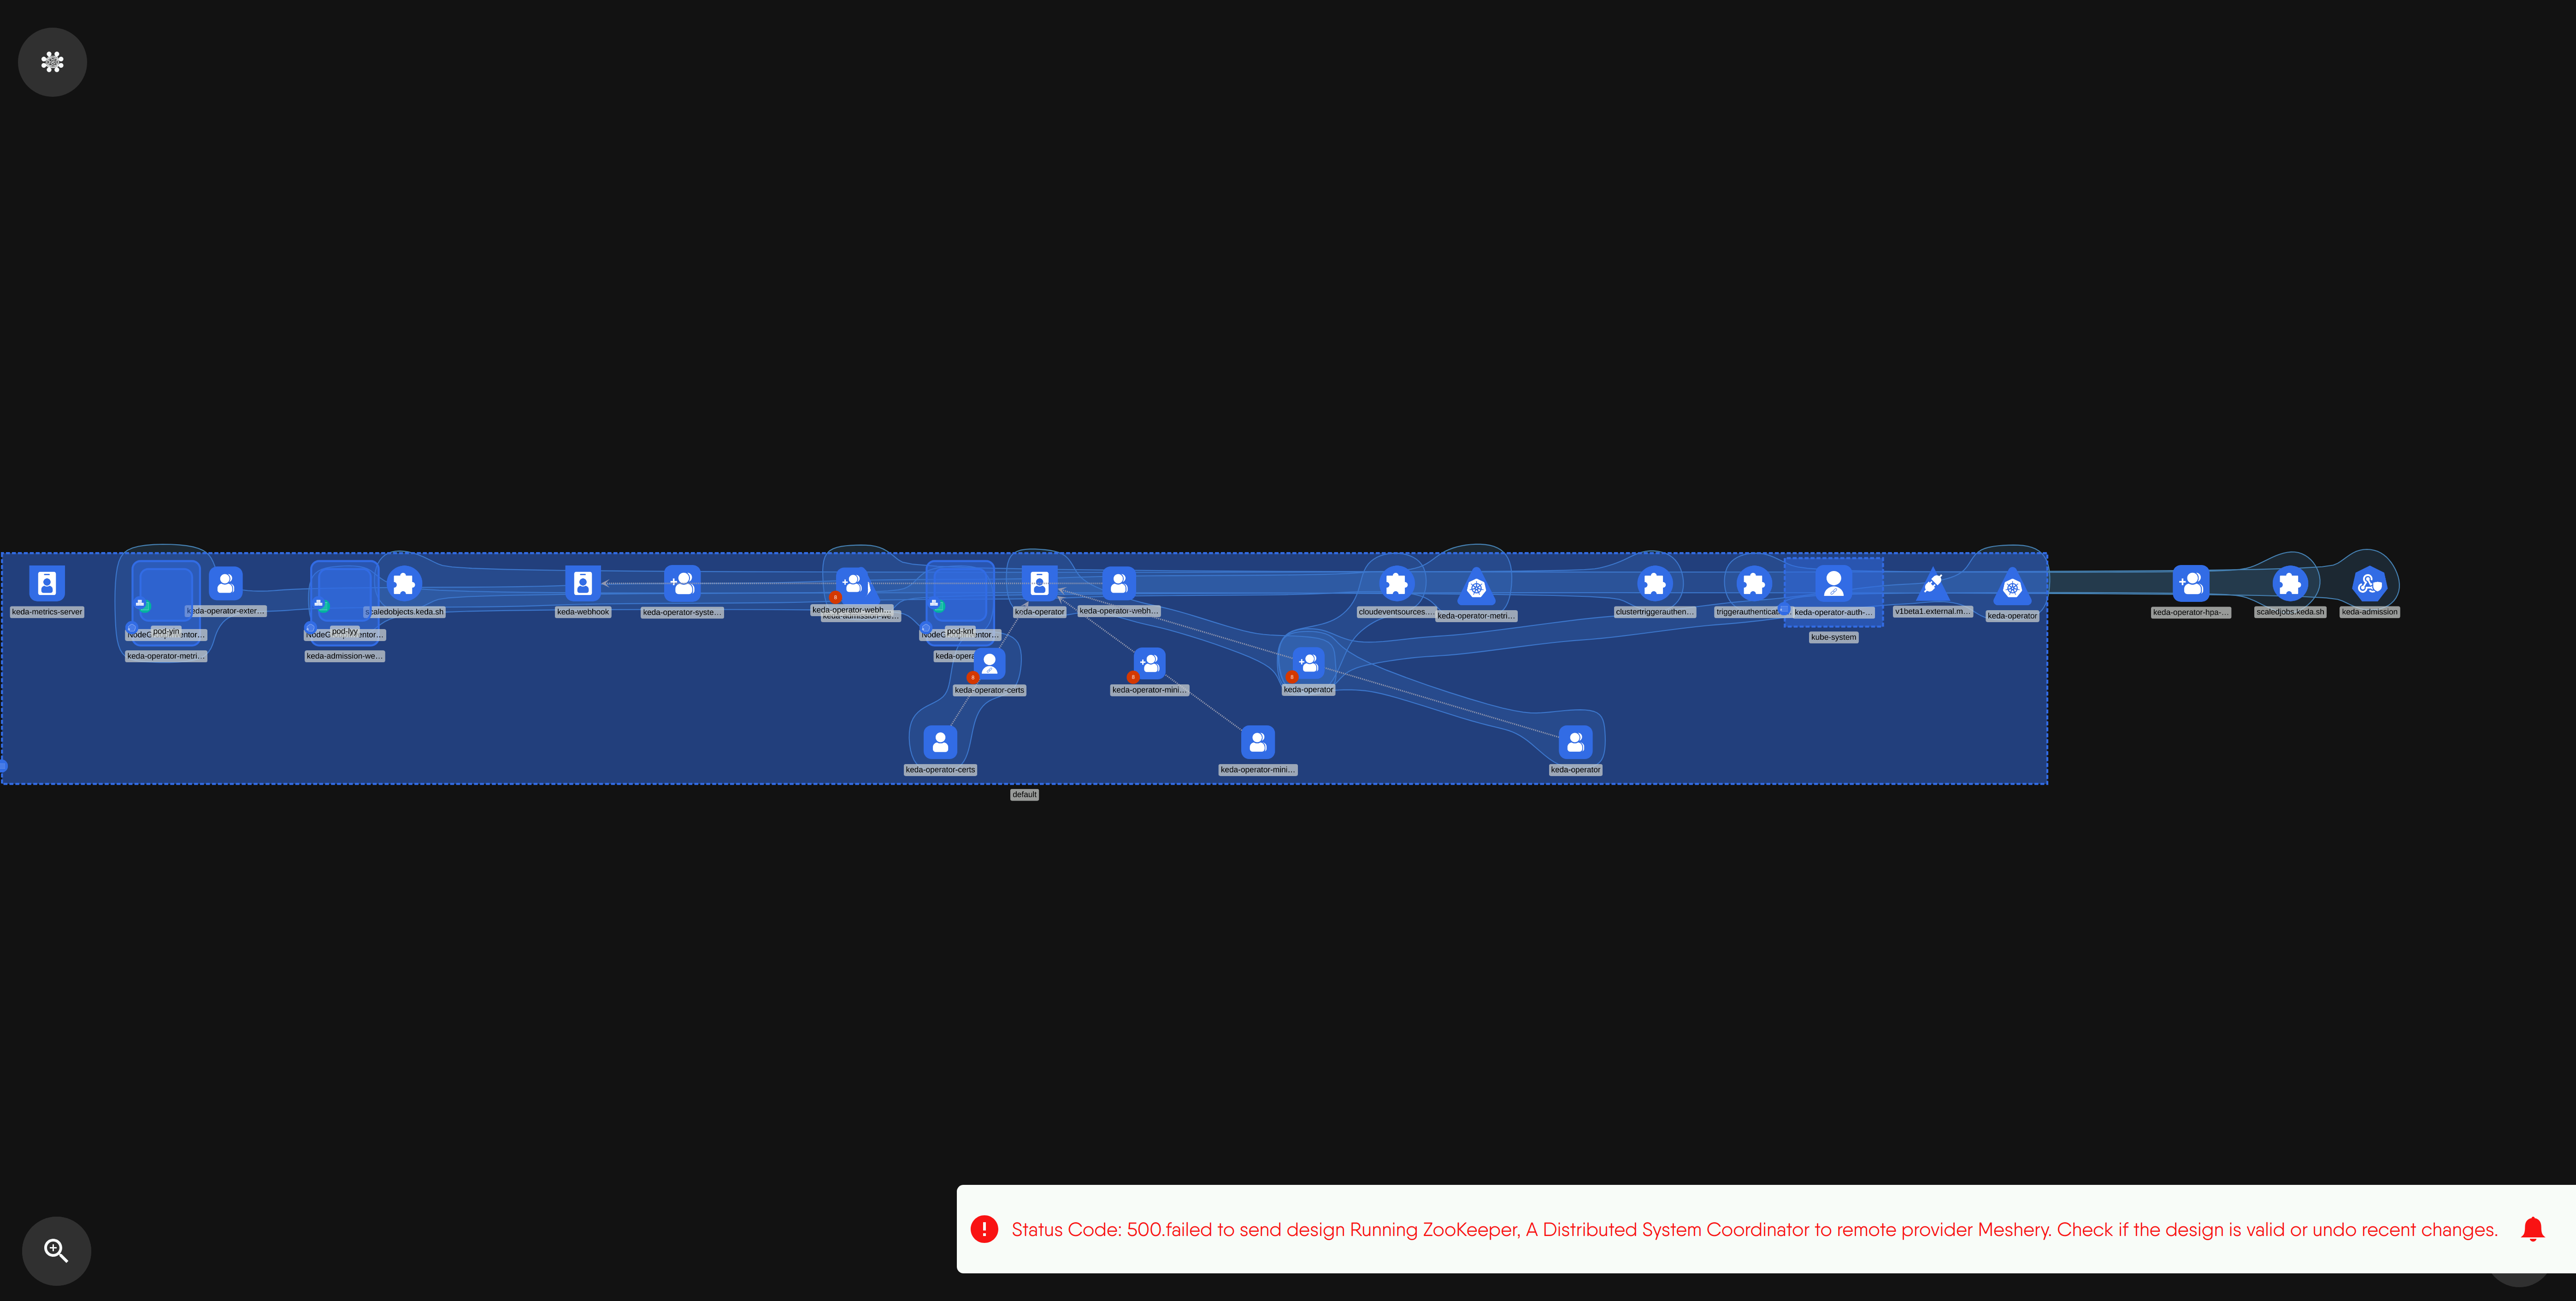 keda-metrics-server
keda-operator-exter...
scaledobjects.keda.sh
keda-webhook
keda-operator-syste...
keda-operator-webh...
keda-admission-we...
keda-operator
keda-operator-webh...
cloudeventsources....
keda-operator-metri...
clustertriggerauthen...
keda-operator-auth-...
v1beta1.external.m...
keda-operator
keda-operator-hpa-...
scaledjobs.keda.sh
keda-admission
pod-yin
pod-lyy
pod-knt
kube-system
keda-operator-metri...
keda-admission-we...
keda-operator-certs
keda-operator-mini...
keda-operator
keda-operator-certs
keda-operator-mini...
keda-operator
default
Status Code: 500.failed to send design Running ZooKeeper, A Distributed System Coordinator to remote provider Meshery. Check if the design is valid or undo recent changes.